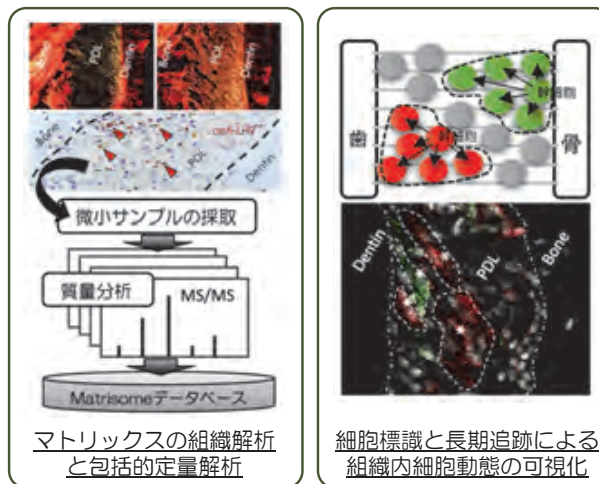 Bone
PDL
Dentin
Bone
PDL
Dentin
Bone
PDL
Dentin
微小サンプルの採取
質量分析
MS/MS
Matrisomeデータベース
マトリックスの組織解析
と包括的定量解析
幹細胞
幹細胞
歯
骨
Dentin
PDL
Bone
細胞標識と長期追跡による
組織内細胞動態の可視化